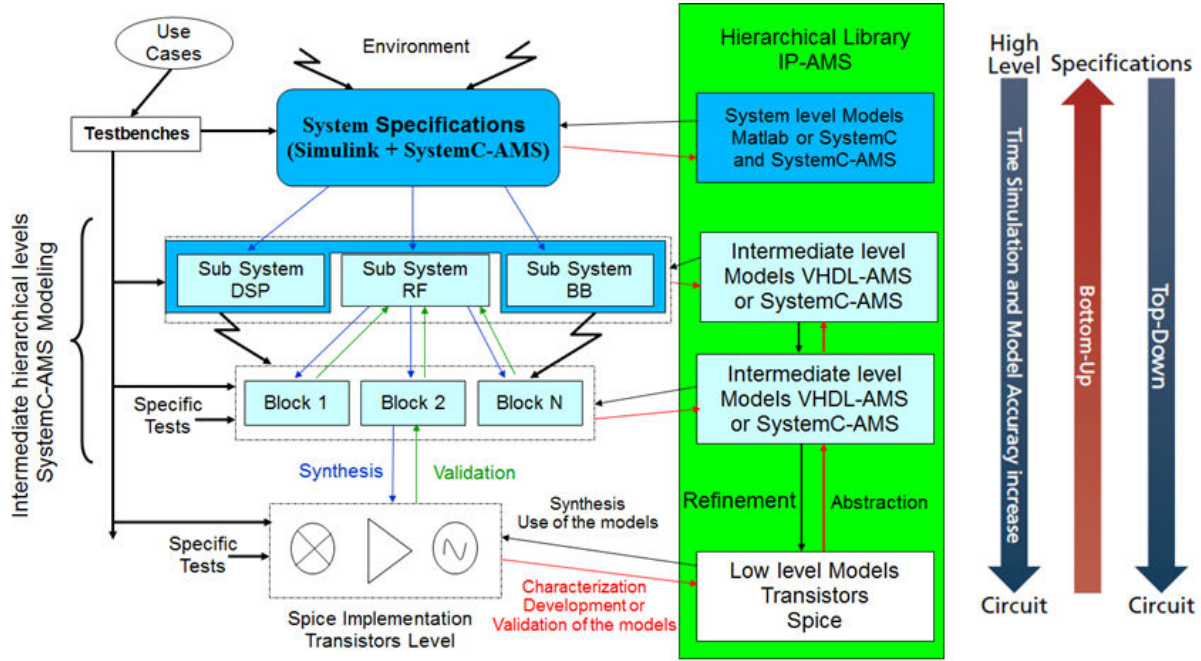 Use
Cases
Environment
Testbenches
System Specifications
(Simulink + SystemC-AMS)
Intermediate hierarchical levels
SystemC-AMS Modeling
Sub System
DSP
Sub System
RF
Sub System
BB
Block 1
Block 2
Block N
Specific
Tests
Synthesis
Validation
Specific
Tests
Spice Implementation
Transistors Level
Synthesis
Use of the models
Characterization
Development or
Validation of the models
Hierarchical Library
IP-AMS
System level Models
Matlab or SystemC
and SystemC-AMS
Intermediate level
Models VHDL-AMS
or SystemC-AMS
Intermediate level
Models VHDL-AMS
or SystemC-AMS
Refinement
Abstraction
Low level Models
Transistors
Spice
High
Level
Specifications
Time Simulation and Model Accuracy increase
Bottom-Up
Top-Down
Circuit
Circuit